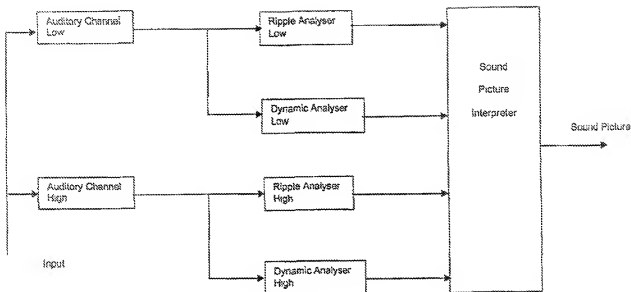 Auditory Channel
Low
Ripple Analyser
Low
Dynamic Analyser
Low
Auditory Channel
High
Ripple Analyser
High
Dynamic Analyser
High
Sound
Picture
Interpreter
Sound Picture
Input